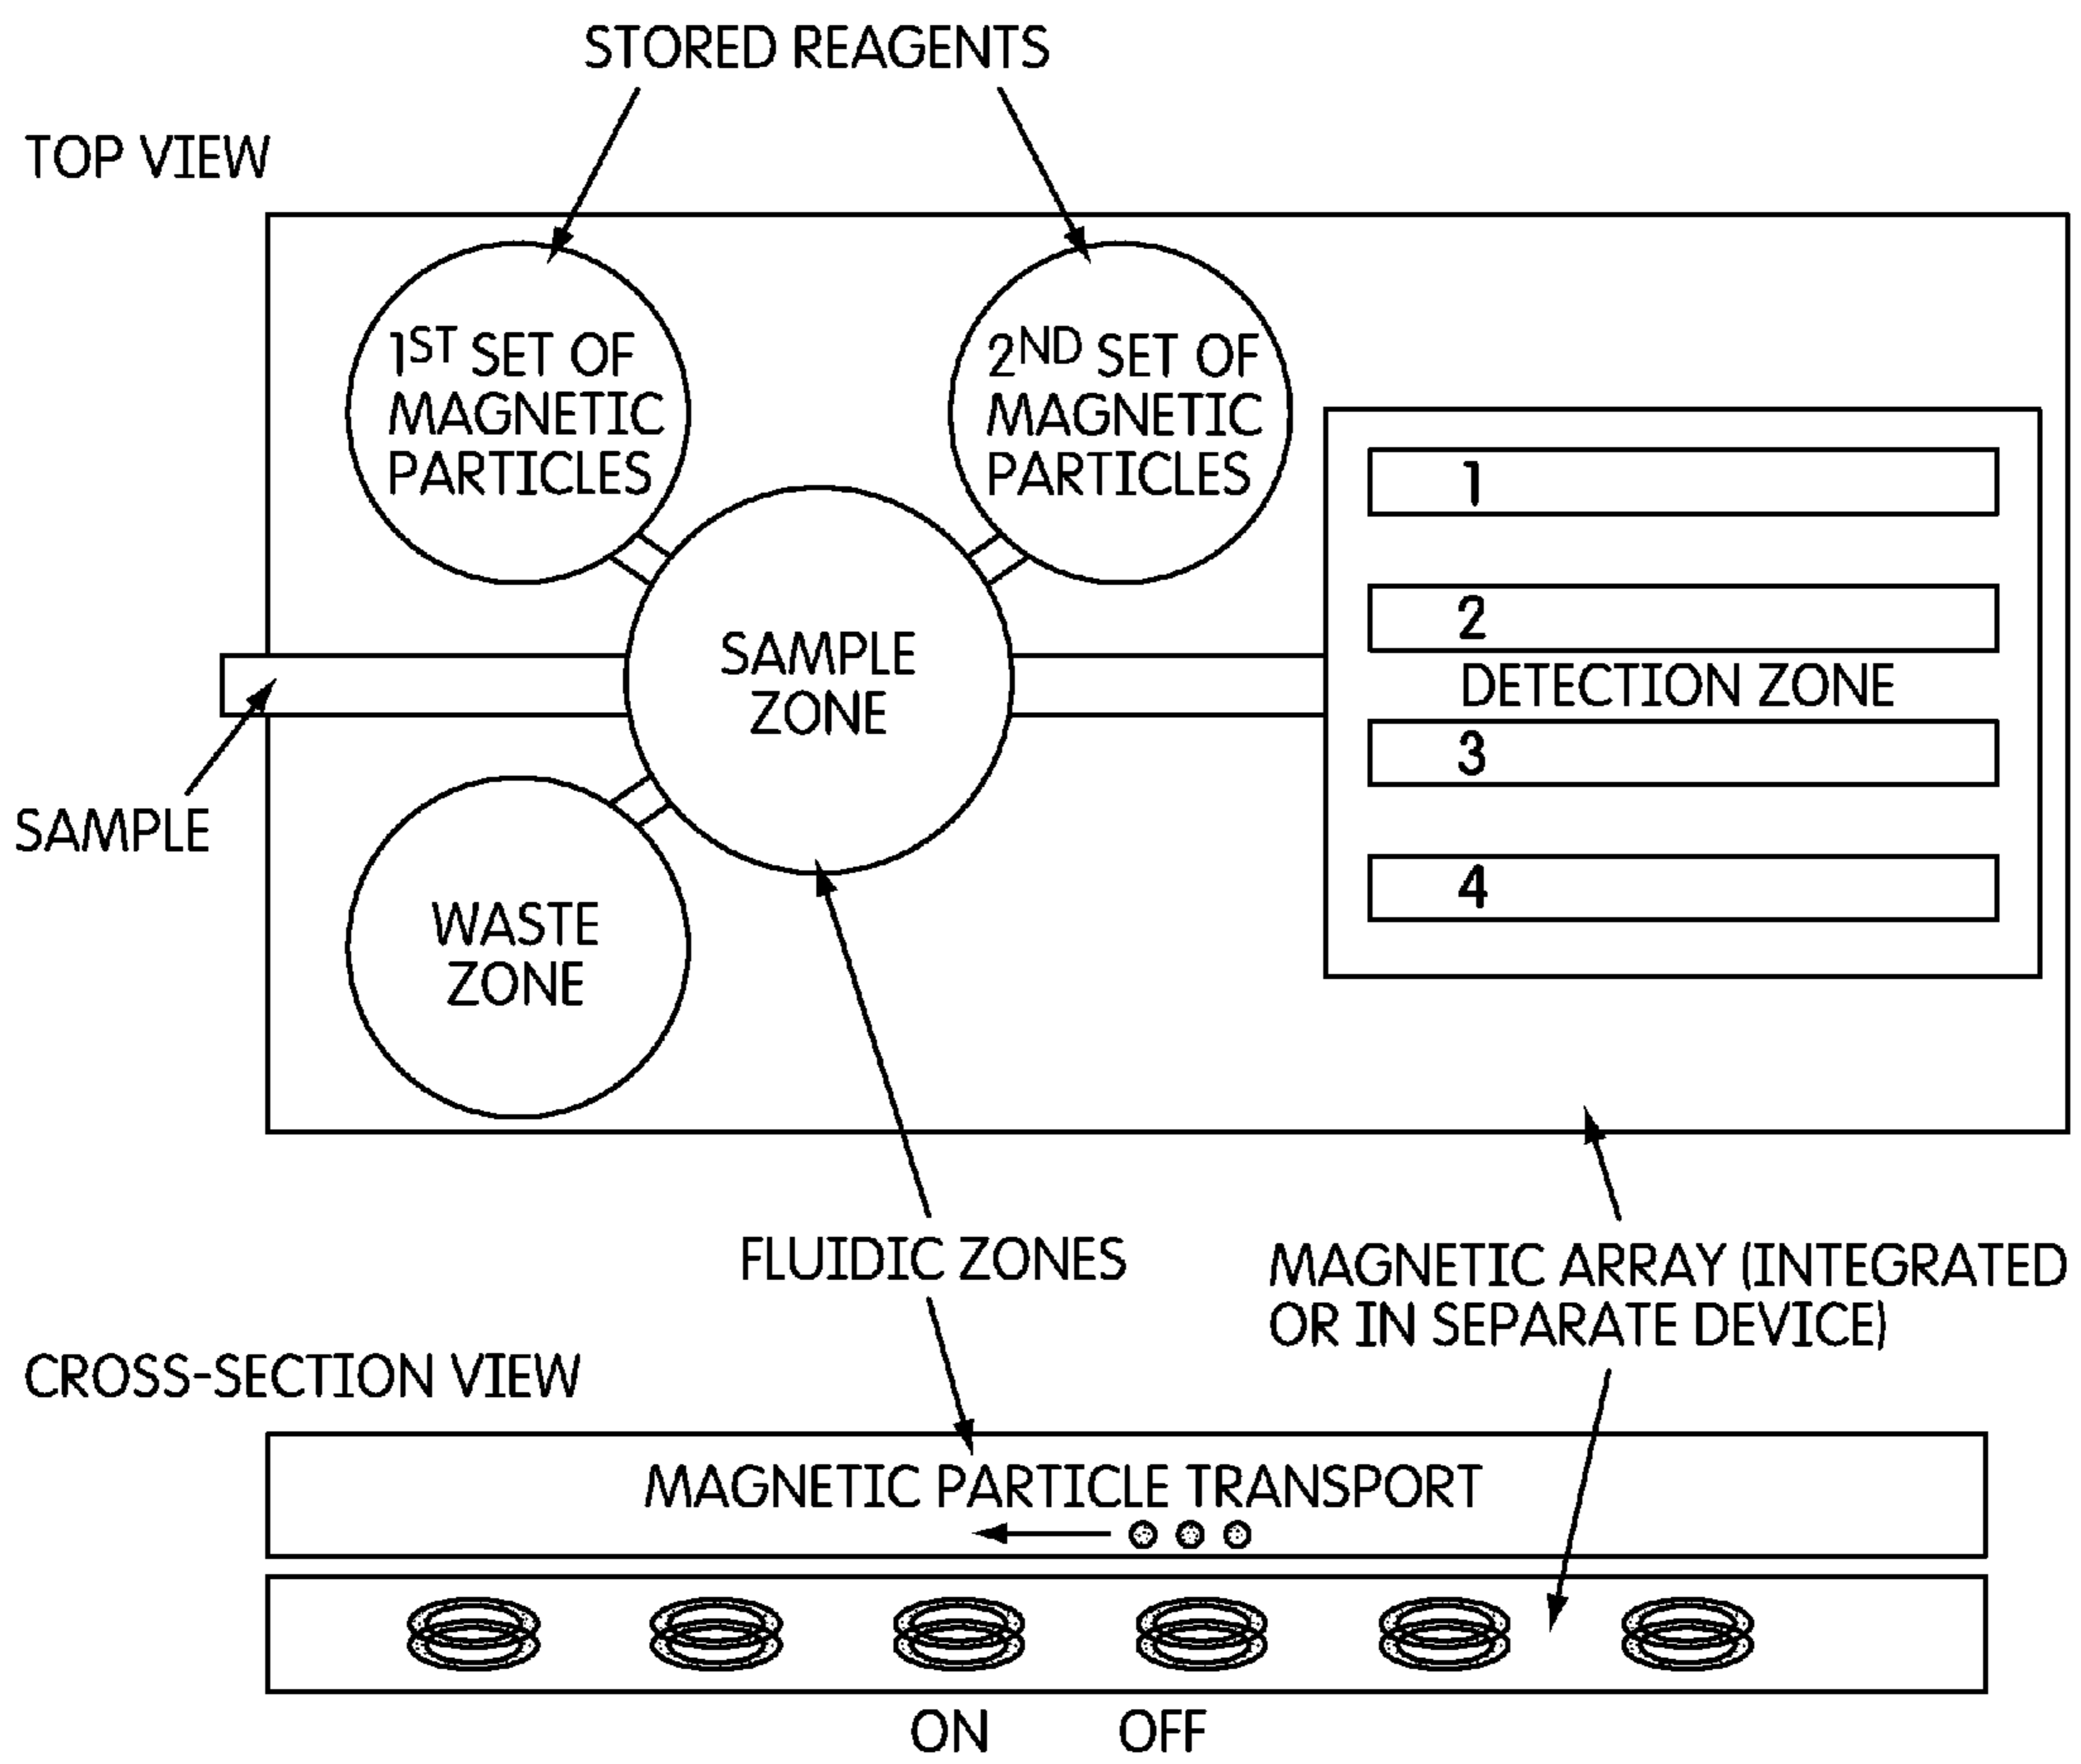 STORED REAGENTS
TOP VIEW
1ST SET OF
MAGNETIC
PARTICLES
2ND SET OF
MAGNETIC
PARTICLES
1
2
SAMPLE
ZONE
DETECTION ZONE
3
SAMPLE
4
WASTE
ZONE
FLUIDIC ZONES
MAGNETIC ARRAY (INTEGRATED
OR IN SEPARATE DEVICE)
CROSS-SECTION VIEW
MAGNETIC PARTICLE TRANSPORT
ON
OFF